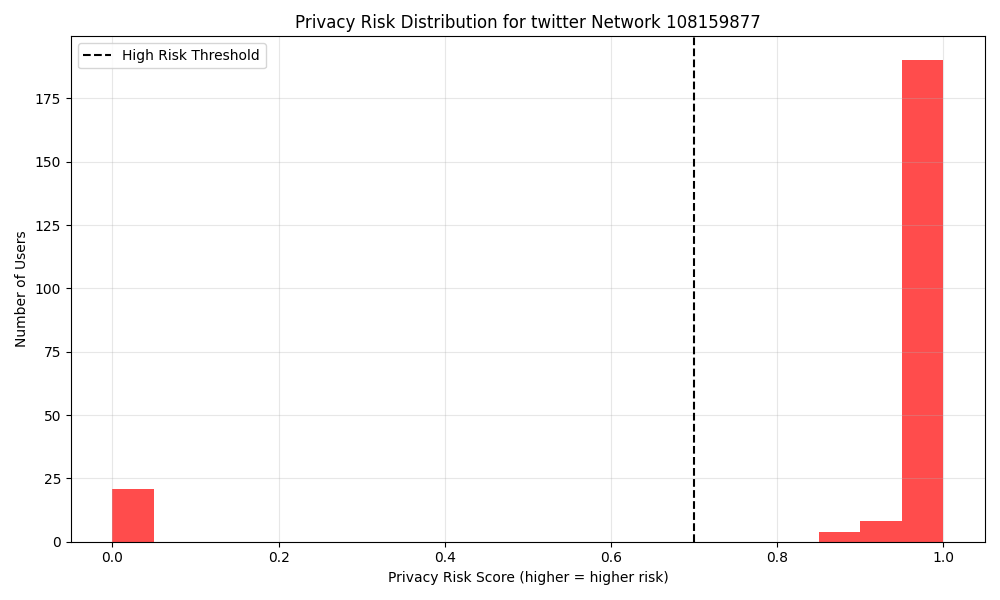 Privacy Risk Distribution for twitter Network 108159877
High Risk Threshold
Number of Users
175
150
125
100
75
50
25
0
0.0 0.2 0.4 0.6 0.8 1.0
Privacy Risk Score (higher = higher risk)